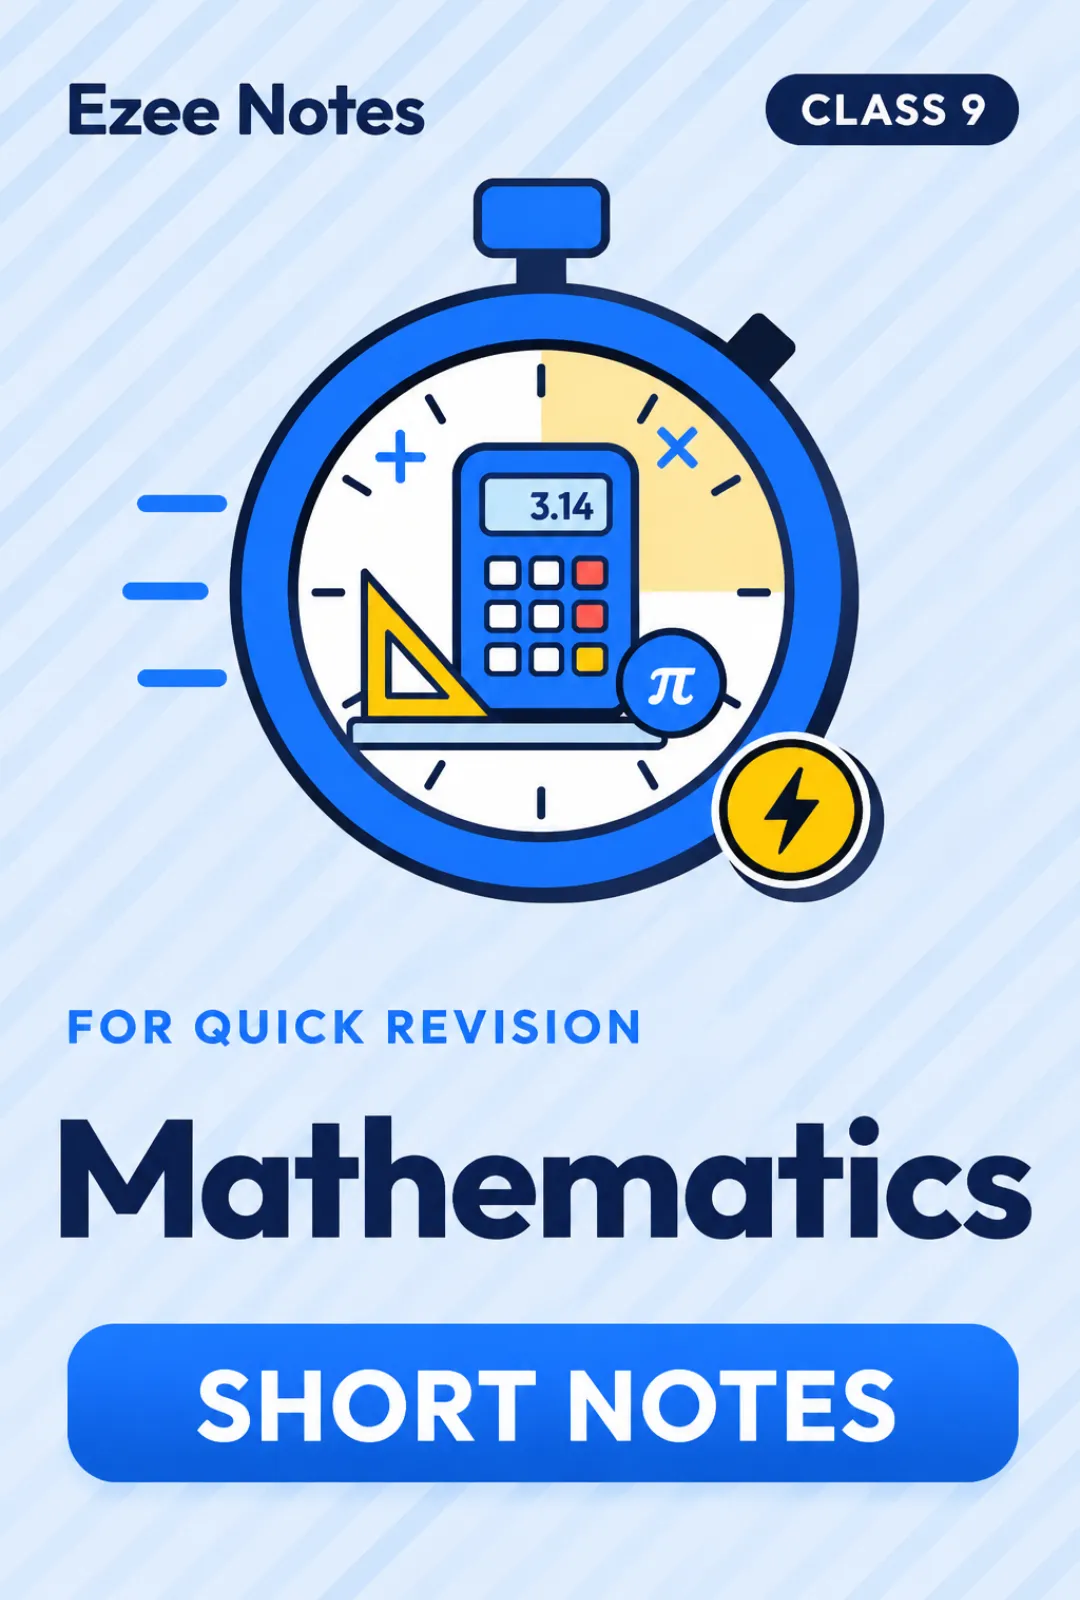 Ezee Notes
CLASS 9
3.14
π
FOR QUICK REVISION
Mathematics
SHORT NOTES